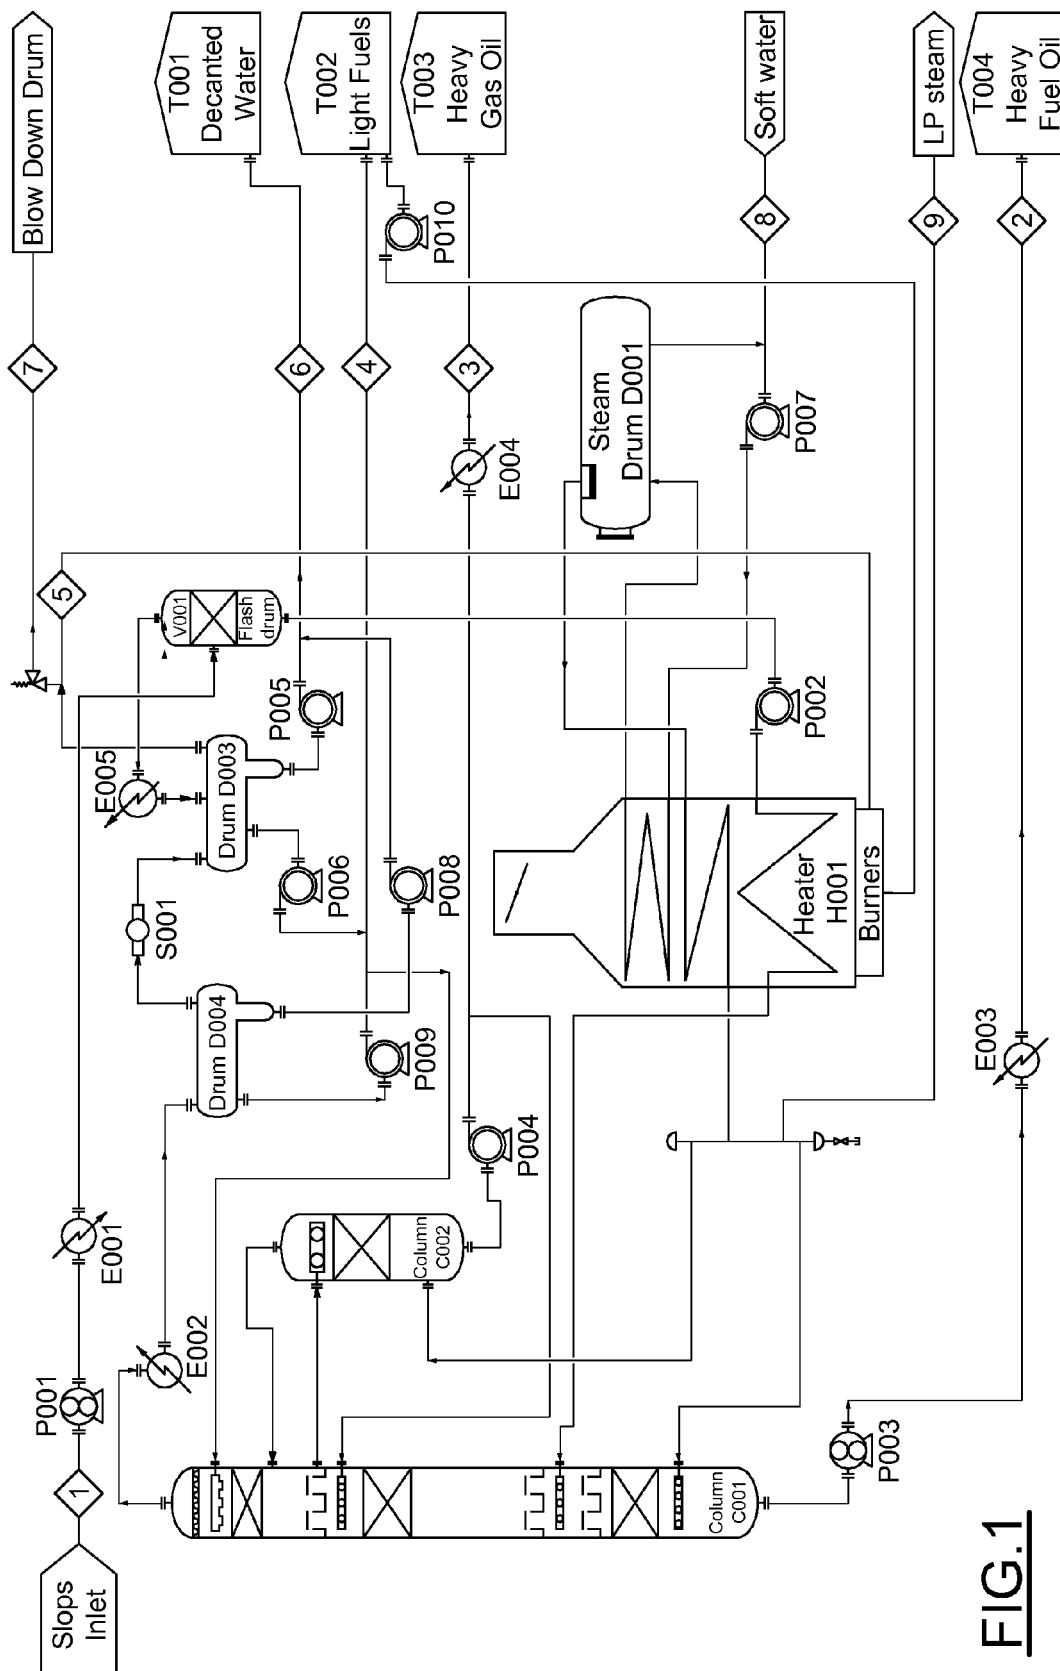 Blow Down Drum
T001
Decanted
Water
T002
Light Fuels
T003
Heavy
Gas Oil
Soft water
LP steam
T004
Heavy
Fuel Oil
7
6
4
3
8
9
2
5
1
P010
Steam
Drum D001
P007
E004
V001
Flash
drum
E005
Drum D003
P005
P006
P008
S001
Drum D004
P009
P002
Heater
H001
Burners
E003
P004
Column
C002
E001
E002
P001
P003
Column
C001
Slops
Inlet
FIG.1